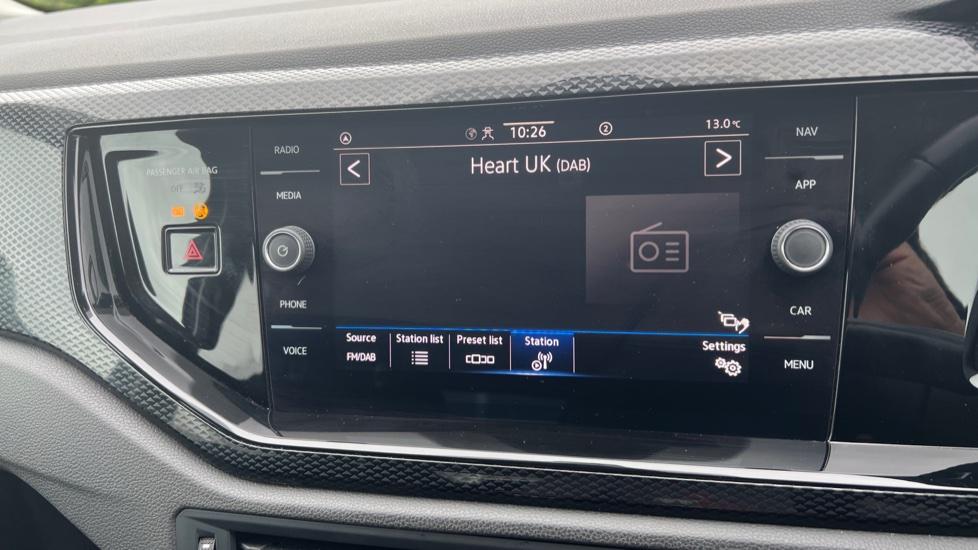 PASSENGER AIR BAG
OFF
RADIO
MEDIA
PHONE
VOICE
10:26
2
13.0°C
< Heart UK (DAB) >
Source
FM/DAB
Station list
Preset list
Station
Settings
NAV
APP
CAR
MENU